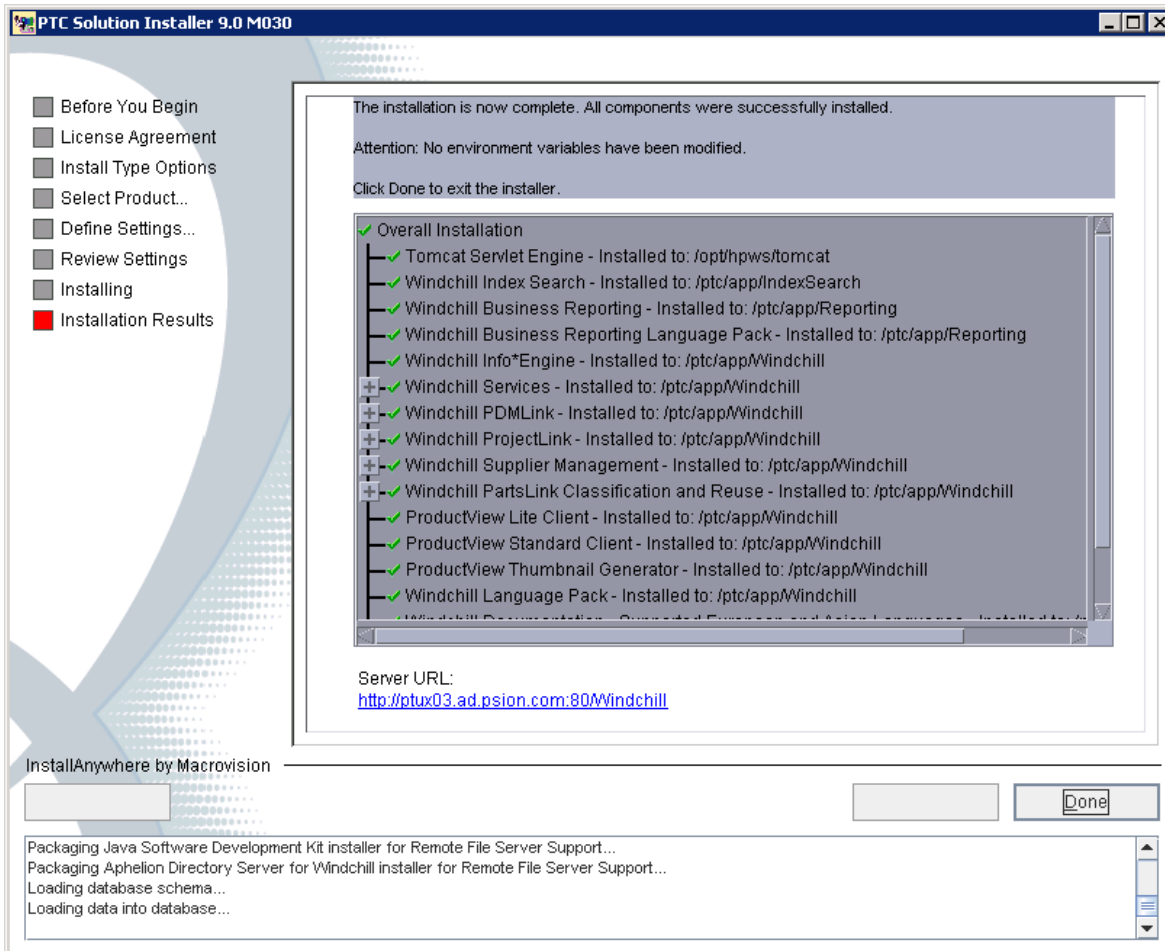 PTC Solution Installer 9.0 M030
Before You Begin
License Agreement
Install Type Options
Select Product...
Define Settings...
Review Settings
Installing
Installation Results
The installation is now complete. All components were successfully installed.
Attention: No environment variables have been modified.
Click Done to exit the installer.
Overall Installation
Tomcat Servlet Engine - Installed to: /opt/hpws/tomcat
Windchill Index Search - Installed to: /ptc/app/IndexSearch
Windchill Business Reporting - Installed to: /ptc/app/Reporting
Windchill Business Reporting Language Pack - Installed to: /ptc/app/Reporting
Windchill Info*Engine - Installed to: /ptc/app/Windchill
Windchill Services - Installed to: /ptc/app/Windchill
Windchill PDMLink - Installed to: /ptc/app/Windchill
Windchill ProjectLink - Installed to: /ptc/app/Windchill
Windchill Supplier Management - Installed to: /ptc/app/Windchill
Windchill PartsLink Classification and Reuse - Installed to: /ptc/app/Windchill
ProductView Lite Client - Installed to: /ptc/app/Windchill
ProductView Standard Client - Installed to: /ptc/app/Windchill
ProductView Thumbnail Generator - Installed to: /ptc/app/Windchill
Windchill Language Pack - Installed to: /ptc/app/Windchill
Windchill Documentation - Supported European and Asian Languages - Installed to:
Server URL:
http://ptux03.ad.psion.com:80/Windchill
InstallAnywhere by Macrovision
Done
Packaging Java Software Development Kit installer for Remote File Server Support...
Packaging Aphelion Directory Server for Windchill installer for Remote File Server Support...
Loading database schema...
Loading data into database...